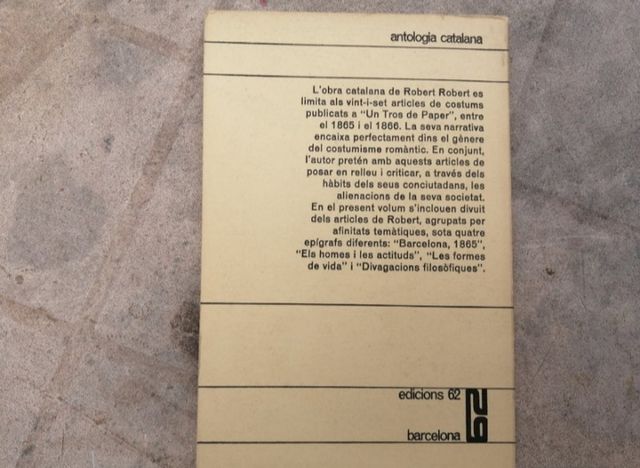 antologia catalana
L'obra catalana de Robert Robert es
limita als vint-i-set articles de costums
publicats a "Un Tros de Paper", entre
el 1865 i el 1866. La seva narrativa
encaixa perfectament dins el gènere
del costumisme romàntic. En conjunt,
l'autor pretén amb aquests articles de
posar en relleu i criticar, a través dels
hàbits dels seus conciutadans, les
alienacions de la seva societat.
En el present volum s'inclouen divuit
dels articles de Robert, agrupats per
afinitats temàtiques, sota quatre
epígrafs diferents: "Barcelona, 1865",
"Els homes i les actituds", "Les formes
de vida" i "Divagacions filosòfiques".
edicions 62
barcelona
62